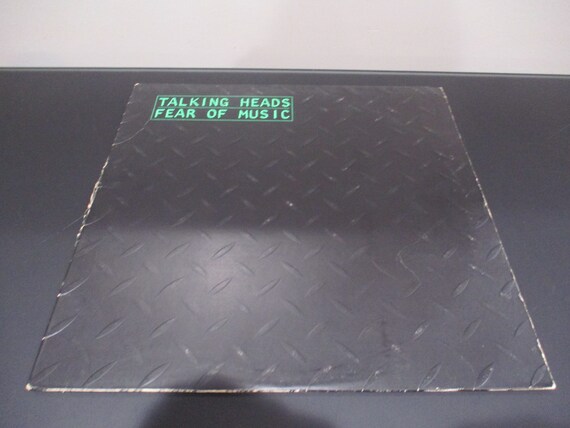 TALKING HEADS
FEAR OF MUSIC